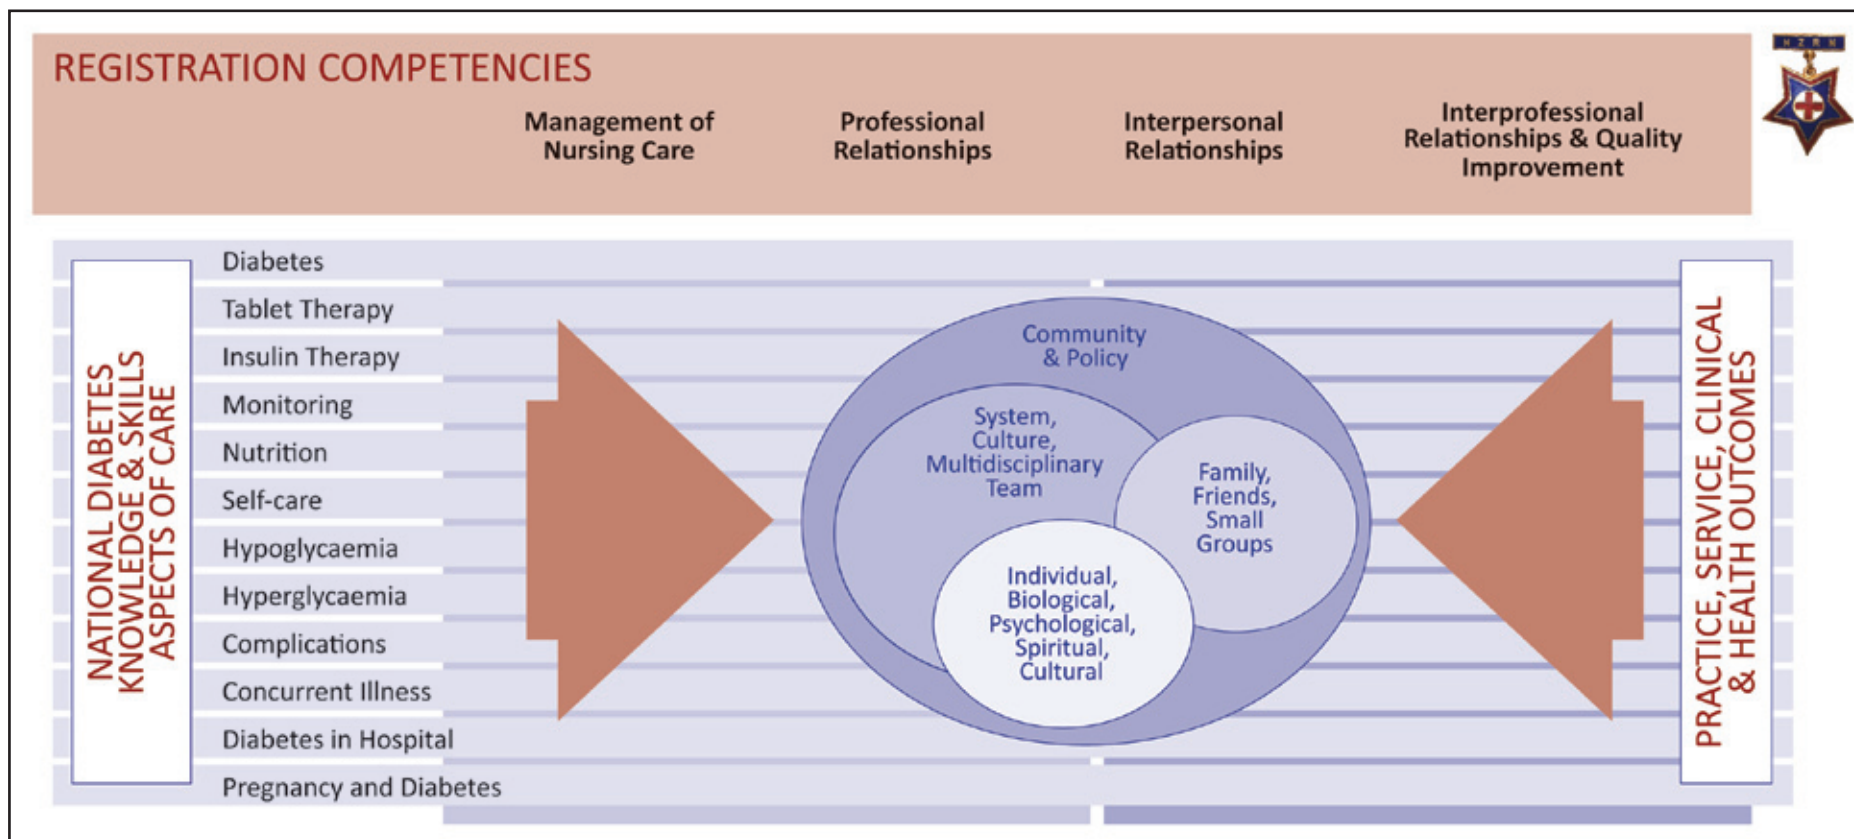 REGISTRATION COMPETENCIES
Management of
Nursing Care
Professional
Relationships
Interpersonal
Relationships
Interprofessional
Relationships & Quality
Improvement
NZRN
NATIONAL DIABETES
KNOWLEDGE & SKILLS
ASPECTS OF CARE
Diabetes
Tablet Therapy
Insulin Therapy
Monitoring
Nutrition
Self-care
Hypoglycaemia
Hyperglycaemia
Complications
Concurrent Illness
Diabetes in Hospital
Pregnancy and Diabetes
Community
& Policy
System,
Culture,
Multidisciplinary
Team
Family,
Friends,
Small
Groups
Individual,
Biological,
Psychological,
Spiritual,
Cultural
PRACTICE, SERVICE, CLINICAL
& HEALTH OUTCOMES